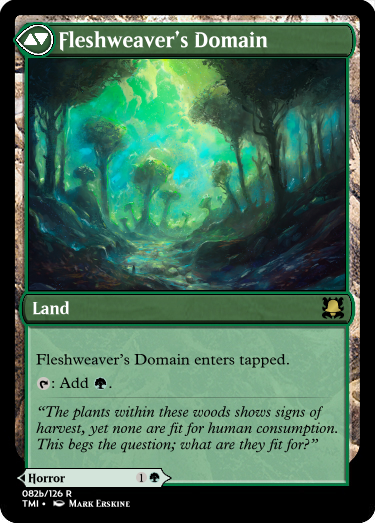 Fleshweaver's Domain
Land
Fleshweaver's Domain enters tapped.
: Add .
“The plants within these woods shows signs of
harvest, yet none are fit for human consumption.
This begs the question; what are they fit for?”
Horror 1
082b/126 R
TMI • Mark Erskine